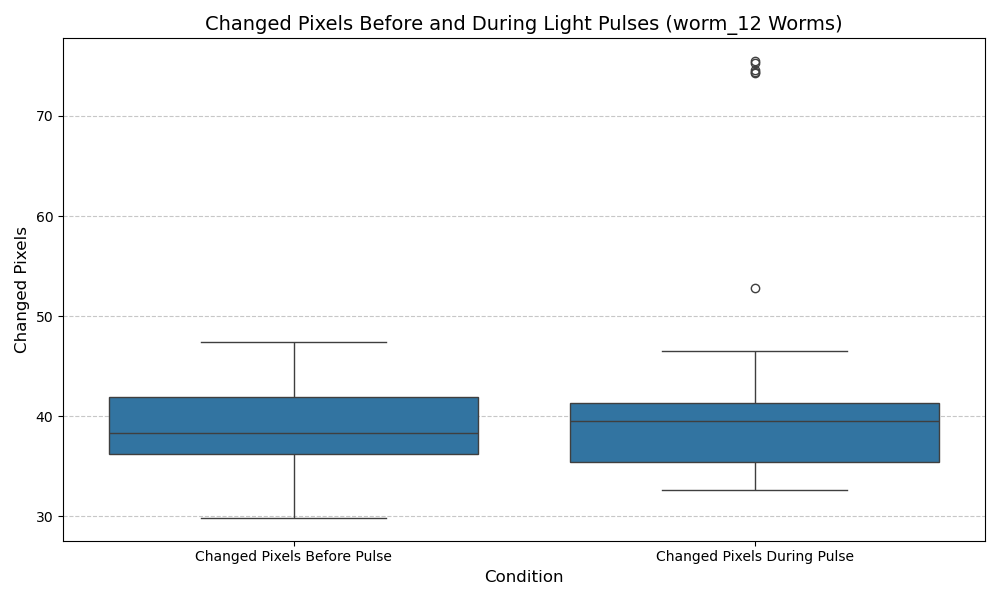 Changed Pixels Before and During Light Pulses (worm_12 Worms)
Changed Pixels
70
60
50
40
30
Changed Pixels Before Pulse
Changed Pixels During Pulse
Condition